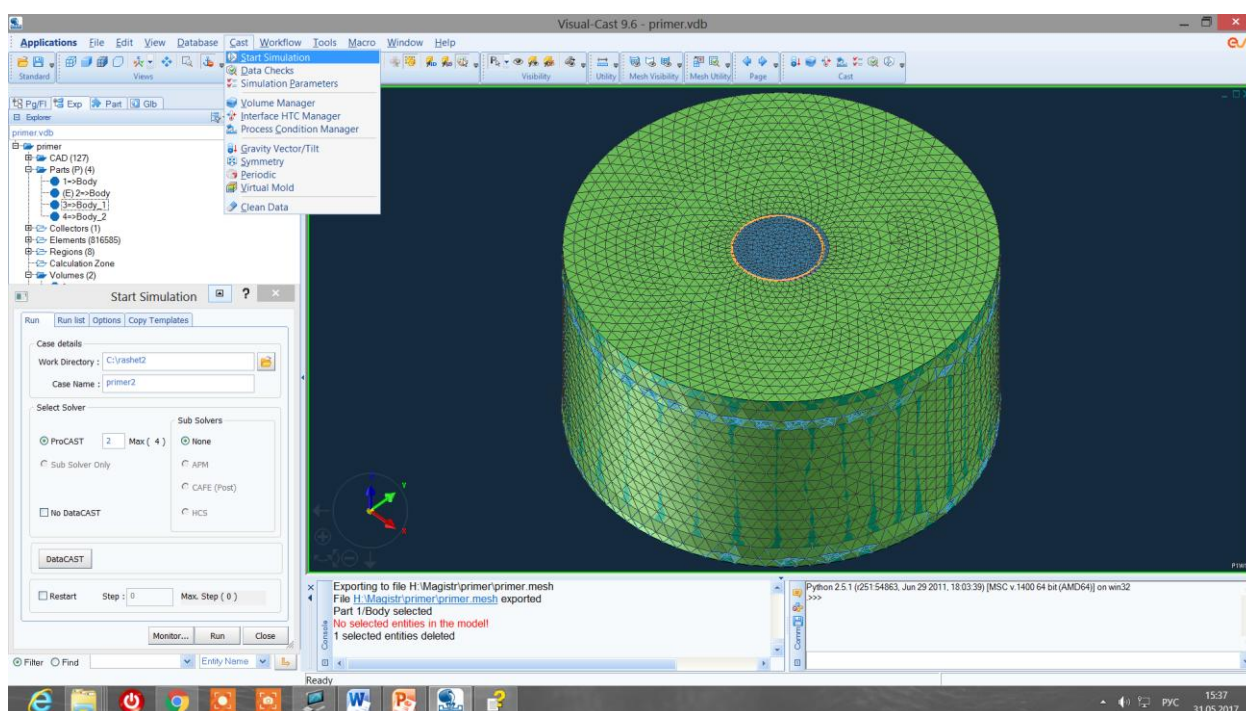 Visual-Cast 9.6 - primer.vdb
Applications File Edit View Database Cast Workflow Tools Macro Window Help
Standard
Views
Visibility
Utility
Mesh Visibility
Mesh Utility
Page
Cast
Start Simulation
Data Checks
Simulation Parameters
Volume Manager
Interface HTC Manager
Process Condition Manager
Gravity Vector/Tilt
Symmetry
Periodic
Virtual Mold
Clean Data
Pg/Fl Exp Part Glb
Explorer
primer.vdb
primer
CAD (127)
Parts (P) (4)
1=>Body
(E) 2=>Body
3=>Body_1
4=>Body_2
Collectors (1)
Elements (816585)
Regions (8)
Calculation Zone
Volumes (2)
Start Simulation ?
Run Run list Options Copy Templates
Case details
Work Directory : C:\rashet2
Case Name : primer2
Select Solver
Sub Solvers
ProCAST 2 Max ( 4 ) None
Sub Solver Only APM
CAFE (Post)
No DataCAST HCS
DataCAST
Restart Step : 0 Max. Step ( 0 )
Monitor... Run Close
Filter Find Entity Name
Y
X
Console
Exporting to file H:\Magistr\primer\primer.mesh
File H:\Magistr\primer\primer.mesh exported
Part 1/Body selected
No selected entities in the model!
1 selected entities deleted
Comm
Python 2.5.1 (r251:54863, Jun 29 2011, 18:03:39) [MSC v.1400 64 bit (AMD64)] on win32
>>>
Ready
РУС
15:37
31.05.2017